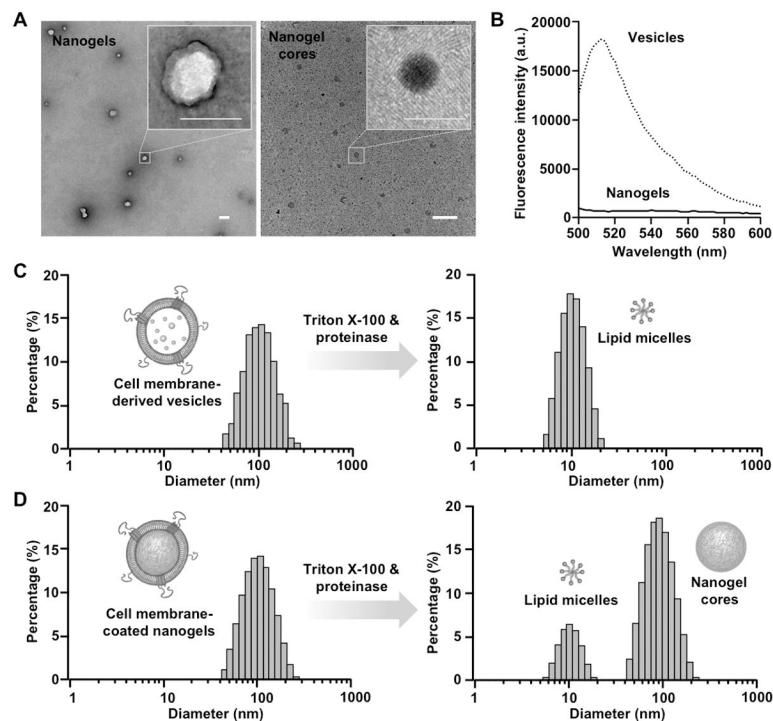 A
Nanogels
Nanogel
cores
B
Fluorescence intensity (a.u.)
20000
15000
10000
5000
0
Vesicles
Nanogels
500 520 540 560 580 600
Wavelength (nm)
C
Percentage (%)
20
15
10
5
0
Cell membrane-
derived vesicles
1 10 100 1000
Diameter (nm)
Triton X-100 &
proteinase
Percentage (%)
20
15
10
5
0
Lipid micelles
1 10 100 1000
Diameter (nm)
D
Percentage (%)
20
15
10
5
0
Cell membrane-
coated nanogels
1 10 100 1000
Diameter (nm)
Triton X-100 &
proteinase
Percentage (%)
20
15
10
5
0
Lipid micelles
Nanogel
cores
1 10 100 1000
Diameter (nm)